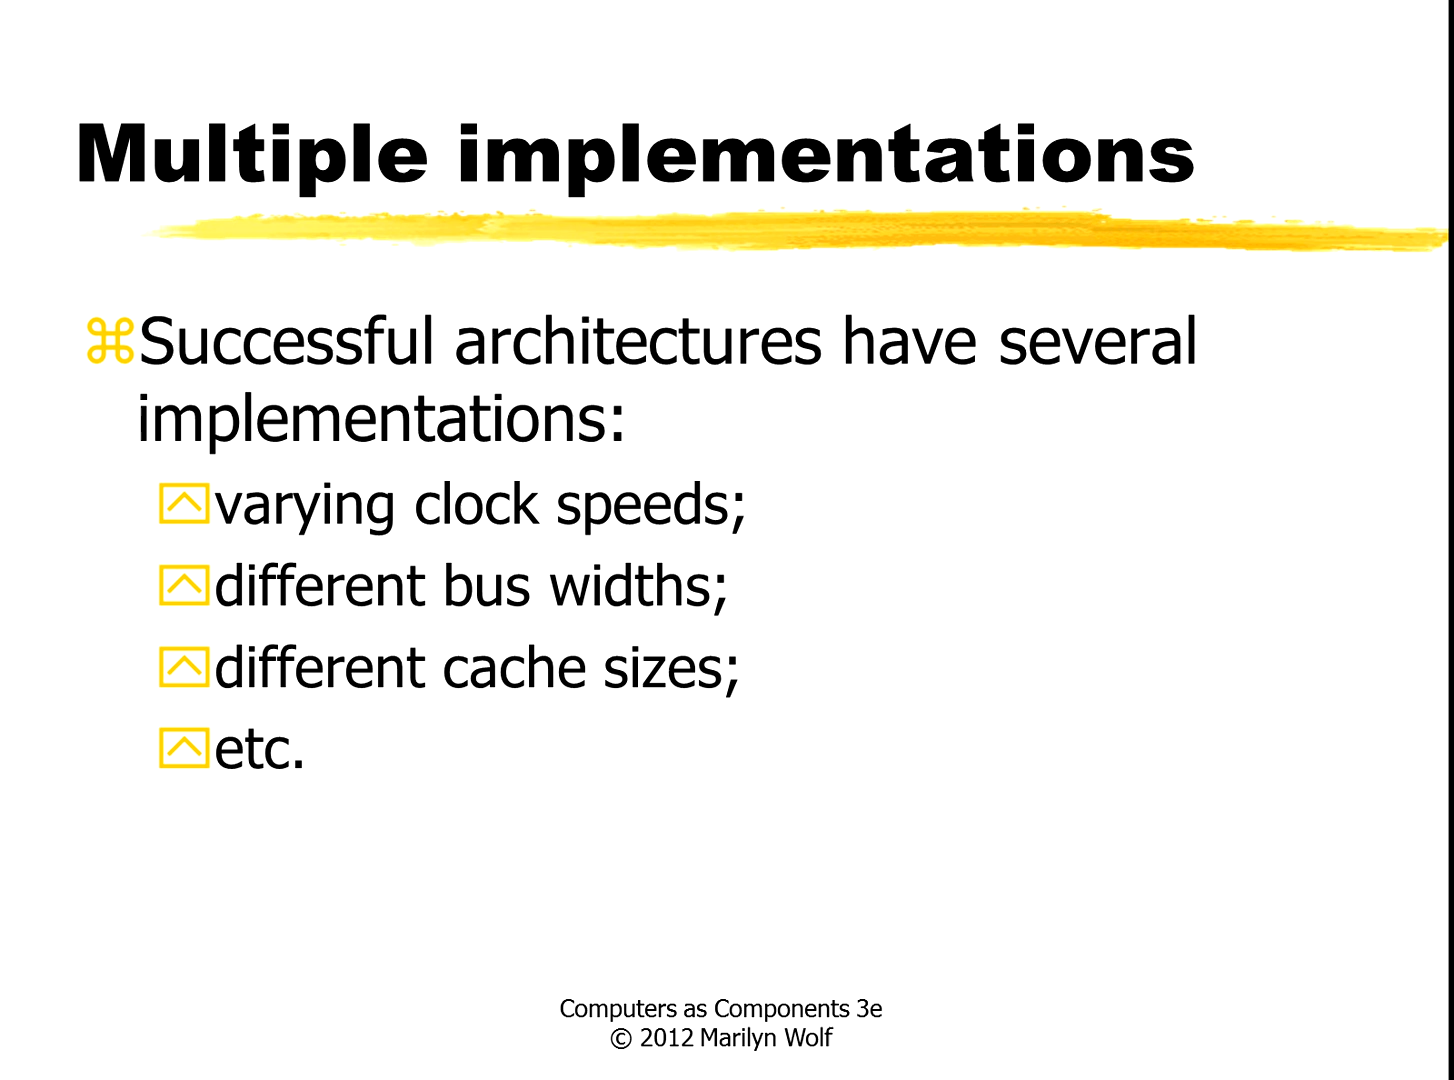 Multiple implementations
⌘Successful architectures have several
implementations:
varying clock speeds;
different bus widths;
different cache sizes;
etc.
Computers as Components 3e
© 2012 Marilyn Wolf